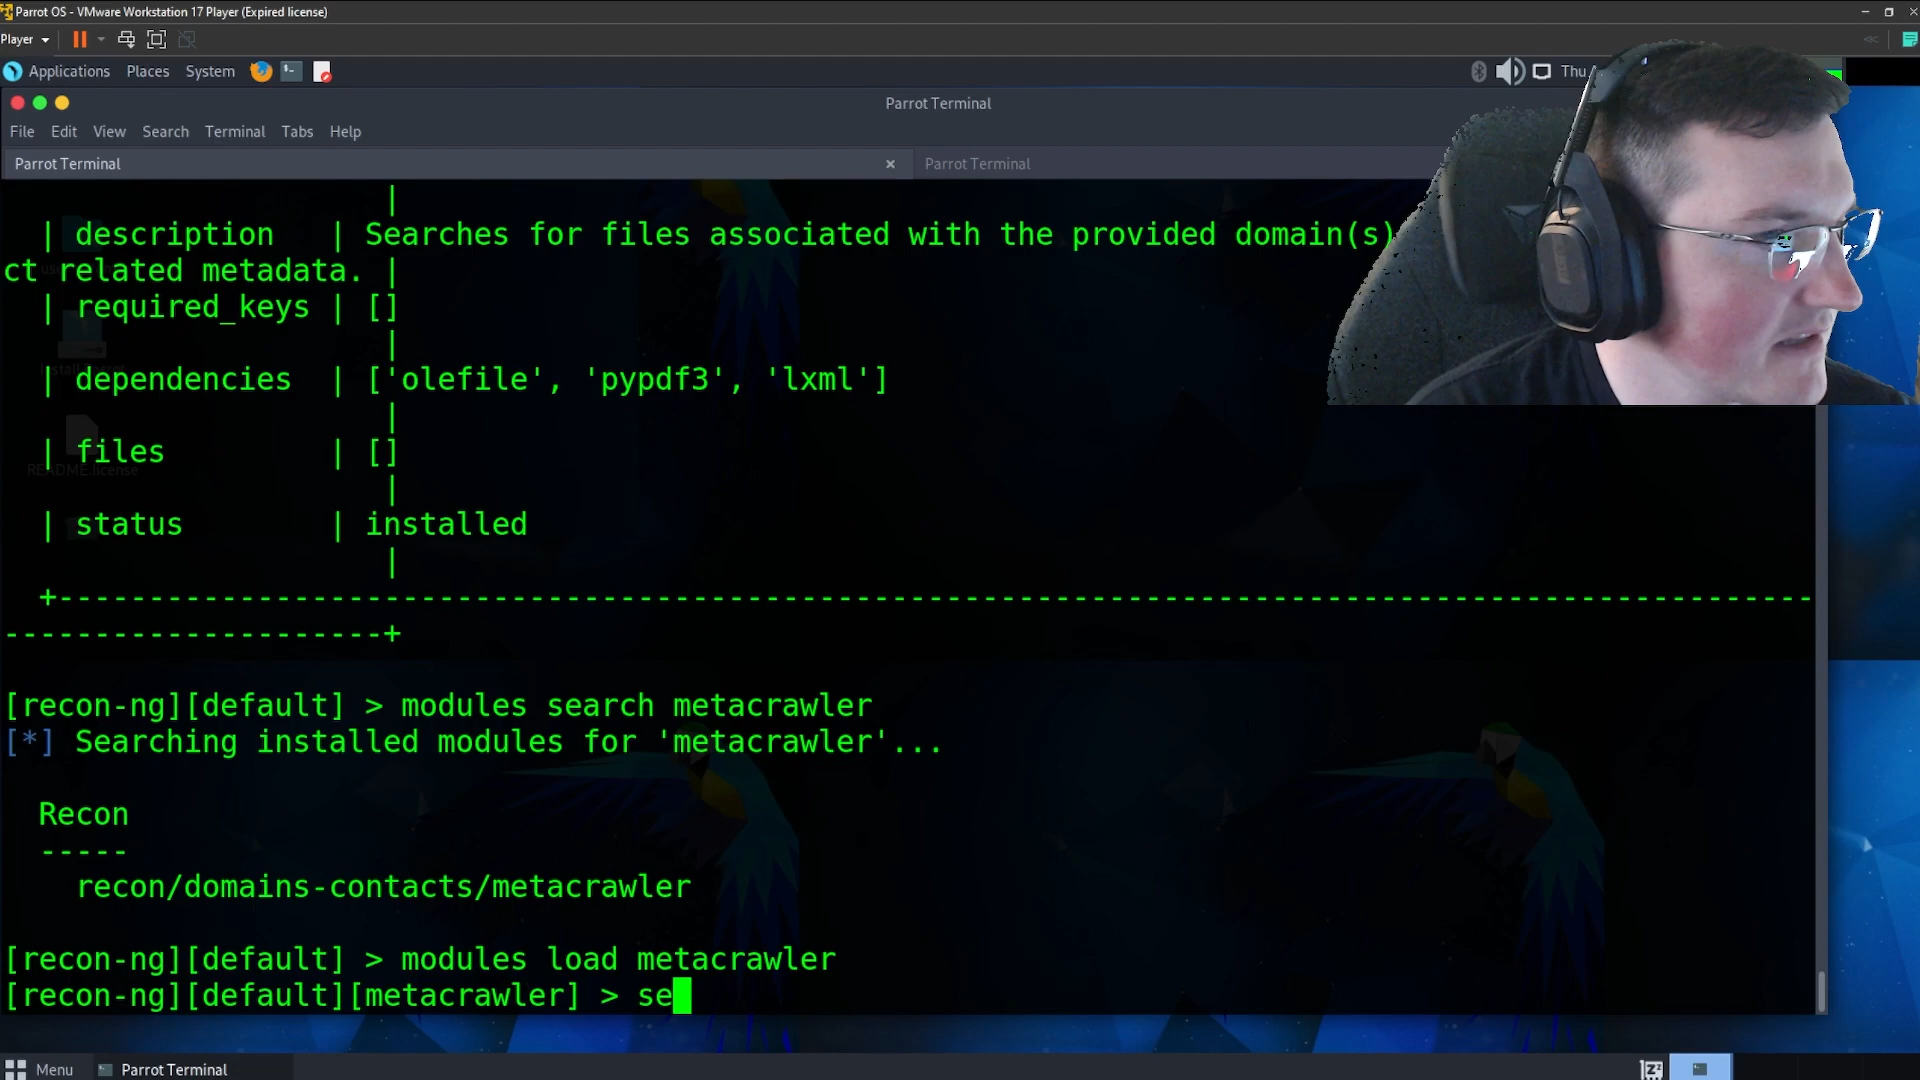 Parrot OS - VMware Workstation 17 Player (Expired license)
Player
Applications Places System Thu
Parrot Terminal
File Edit View Search Terminal Tabs Help
Parrot Terminal × Parrot Terminal
|
| description | Searches for files associated with the provided domain(s)
ct related metadata. |
| required_keys | []
|
| dependencies | ['olefile', 'pypdf3', 'lxml']
|
| files | []
README.license
|
| status | installed
|
+-------------------------------------------------------------------------------------------------
---------------------+
[recon-ng][default] > modules search metacrawler
[*] Searching installed modules for 'metacrawler'...
Recon
-----
recon/domains-contacts/metacrawler
[recon-ng][default] > modules load metacrawler
[recon-ng][default][metacrawler] > se
Menu Parrot Terminal